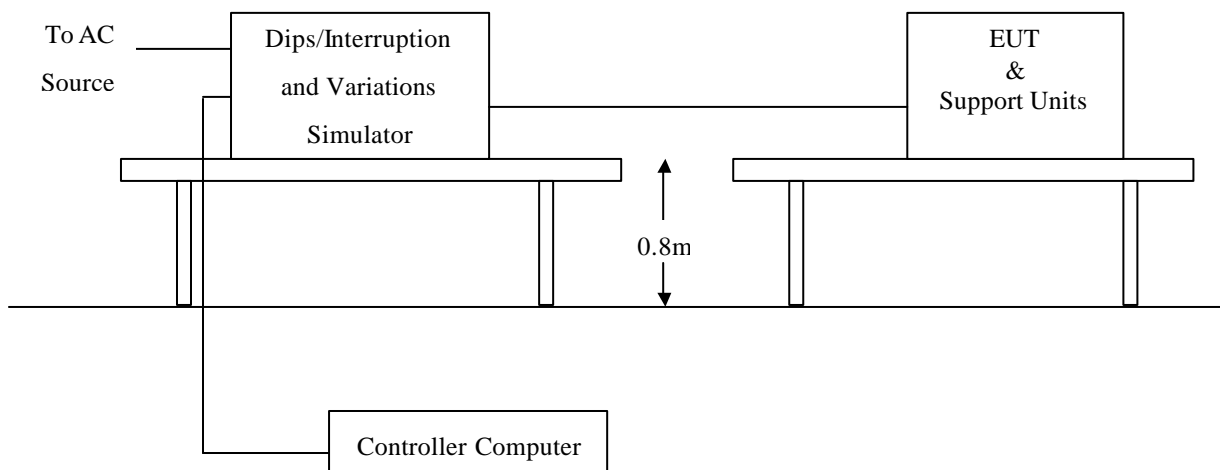 To AC
Source
Dips/Interruption
and Variations
Simulator
EUT
&
Support Units
0.8m
Controller Computer